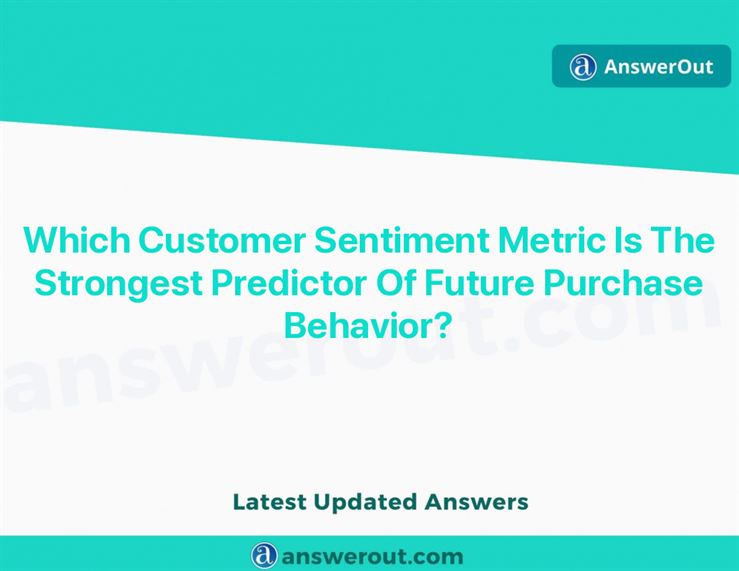 AnswerOut
Which Customer Sentiment Metric Is The
Strongest Predictor Of Future Purchase
Behavior?
answerout.com
Latest Updated Answers
answerout.com